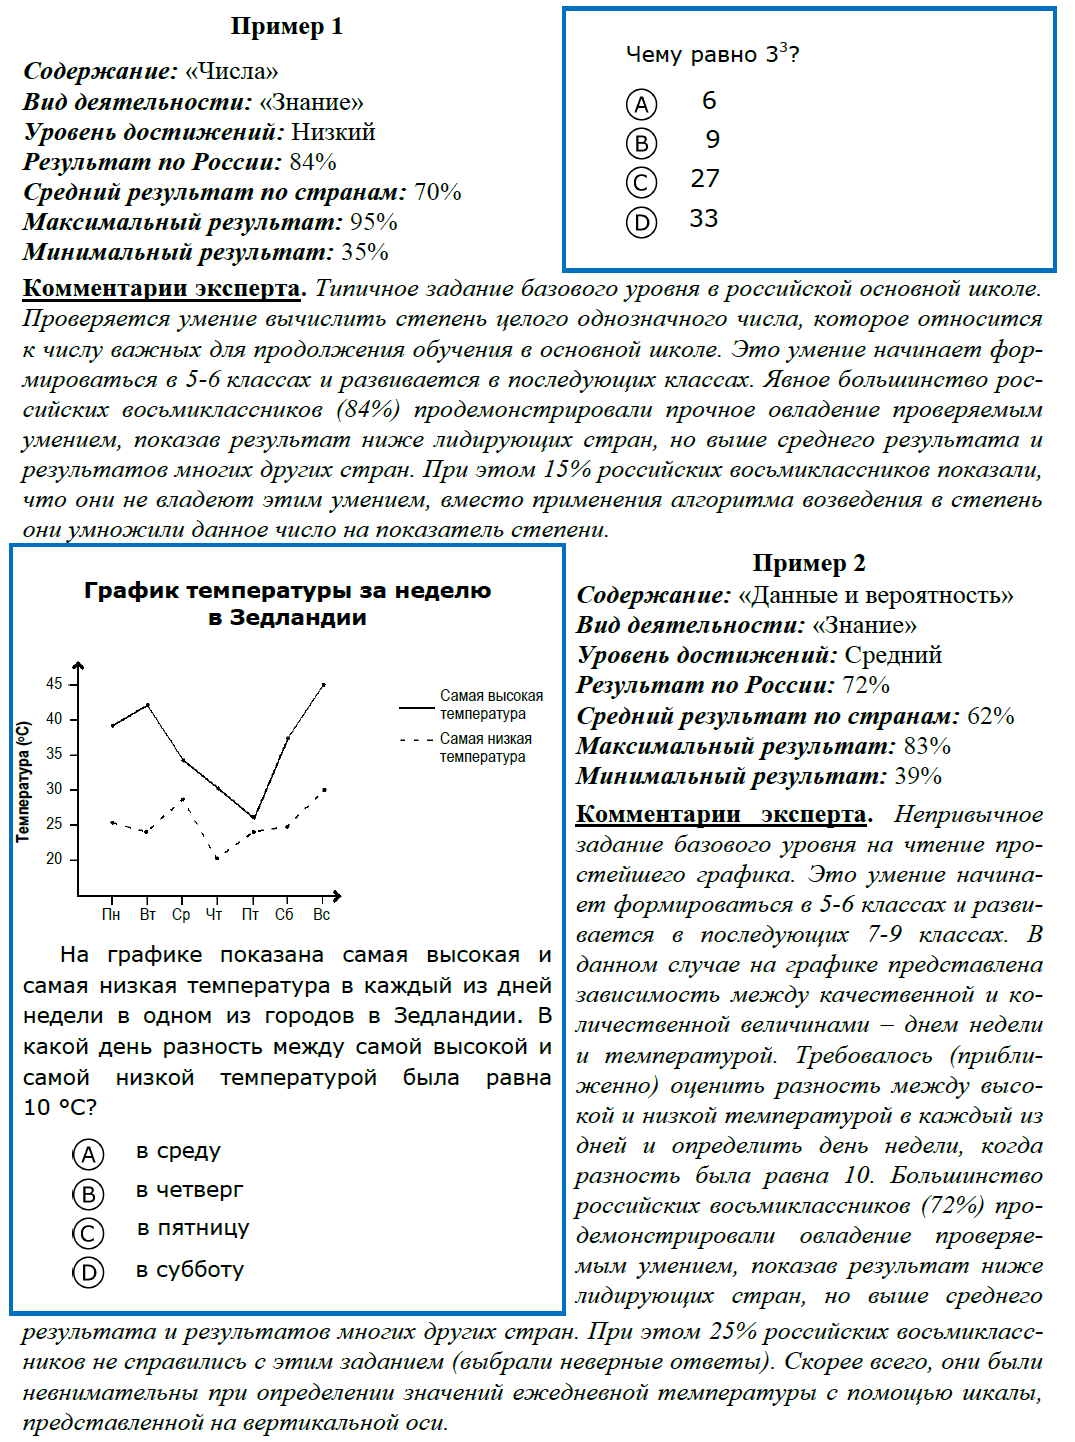 Пример 1
Содержание: «Числа»
Вид деятельности: «Знание»
Уровень достижений: Низкий
Результат по России: 84%
Средний результат по странам: 70%
Максимальный результат: 95%
Минимальный результат: 35%
Чему равно 3³?
A 6
B 9
C 27
D 33
Комментарии эксперта. Типичное задание базового уровня в российской основной школе.
Проверяется умение вычислить степень целого однозначного числа, которое относится
к числу важных для продолжения обучения в основной школе. Это умение начинает фор-
мироваться в 5-6 классах и развивается в последующих классах. Явное большинство рос-
сийских восьмиклассников (84%) продемонстрировали прочное овладение проверяемым
умением, показав результат ниже лидирующих стран, но выше среднего результата и
результатов многих других стран. При этом 15% российских восьмиклассников показали,
что они не владеют этим умением, вместо применения алгоритма возведения в степень
они умножили данное число на показатель степени.
График температуры за неделю
в Зедландии
Температура (ºC)
45
40
35
30
25
20
Пн Вт Ср Чт Пт Сб Вс
Самая высокая
температура
Самая низкая
температура
На графике показана самая высокая и
самая низкая температура в каждый из дней
недели в одном из городов в Зедландии. В
какой день разность между самой высокой и
самой низкой температурой была равна
10 °C?
A в среду
B в четверг
C в пятницу
D в субботу
Пример 2
Содержание: «Данные и вероятность»
Вид деятельности: «Знание»
Уровень достижений: Средний
Результат по России: 72%
Средний результат по странам: 62%
Максимальный результат: 83%
Минимальный результат: 39%
Комментарии эксперта. Непривычное
задание базового уровня на чтение про-
стейшего графика. Это умение начина-
ет формироваться в 5-6 классах и разви-
вается в последующих 7-9 классах. В
данном случае на графике представлена
зависимость между качественной и ко-
личественной величинами – днем недели
и температурой. Требовалось (прибли-
женно) оценить разность между высо-
кой и низкой температурой в каждый из
дней и определить день недели, когда
разность была равна 10. Большинство
российских восьмиклассников (72%) про-
демонстрировали овладение проверяе-
мым умением, показав результат ниже
лидирующих стран, но выше среднего
результата и результатов многих других стран. При этом 25% российских восьмикласс-
ников не справились с этим заданием (выбрали неверные ответы). Скорее всего, они были
невнимательны при определении значений ежедневной температуры с помощью шкалы,
представленной на вертикальной оси.